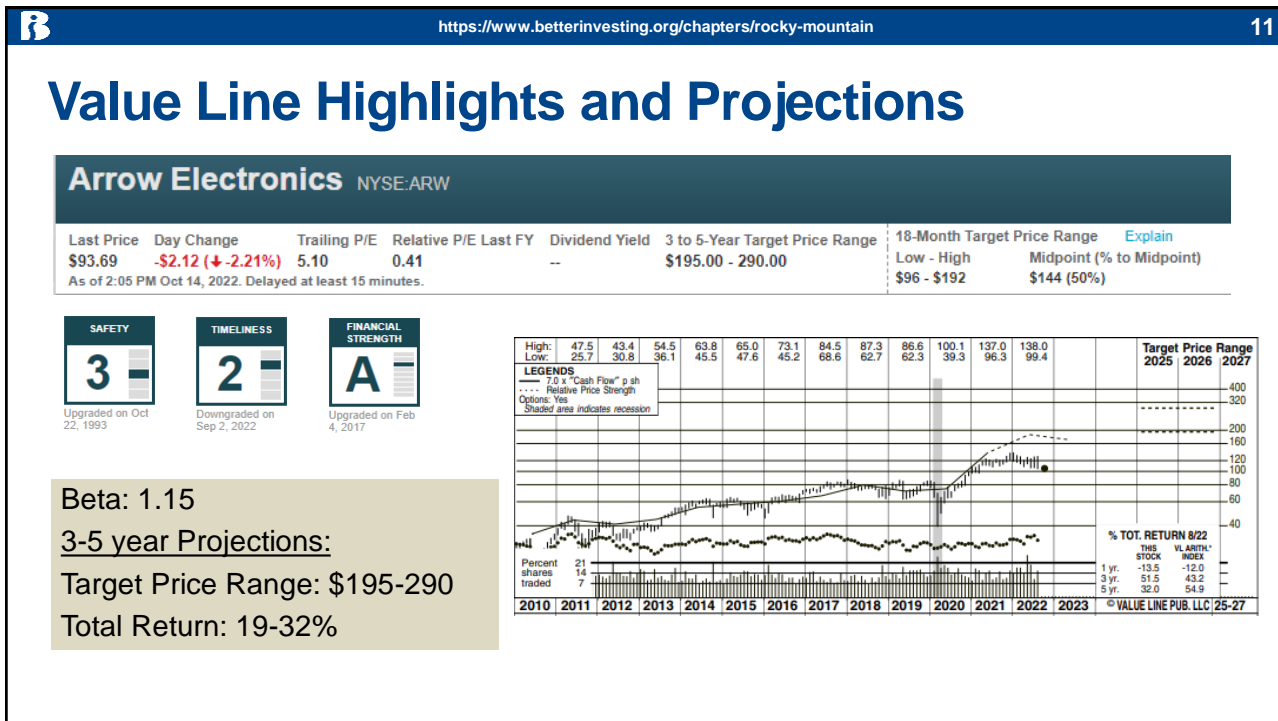 https://www.betterinvesting.org/chapters/rocky-mountain
11
Value Line Highlights and Projections
Arrow Electronics NYSE:ARW
Last Price Day Change Trailing P/E Relative P/E Last FY Dividend Yield 3 to 5-Year Target Price Range 18-Month Target Price Range Explain
Low - High Midpoint (% to Midpoint)
$93.69 -$2.12 (↓ -2.21%) 5.10 0.41 -- $195.00 - 290.00
$96 - $192 $144 (50%)
As of 2:05 PM Oct 14, 2022. Delayed at least 15 minutes.
SAFETY
3
Upgraded on Oct
22, 1993
TIMELINESS
2
Downgraded on
Sep 2, 2022
FINANCIAL
STRENGTH
A
Upgraded on Feb
4, 2017
Beta: 1.15
3-5 year Projections:
Target Price Range: $195-290
Total Return: 19-32%
High: 47.5 43.4 54.5 63.8 65.0 73.1 84.5 87.3 86.6 100.1 137.0 138.0
Low: 25.7 30.8 36.1 45.5 47.6 45.2 68.6 62.7 62.3 39.3 96.3 99.4
Target Price Range
2025 2026 2027
LEGENDS
7.0 x "Cash Flow" p sh
Relative Price Strength
Options: Yes
Shaded area indicates recession
400
320
200
160
120
100
80
60
40
% TOT. RETURN 8/22
THIS STOCK VL ARITH.* INDEX
1 yr. -13.5 -12.0
3 yr. 51.5 43.2
5 yr. 32.0 54.9
Percent 21
shares 14
traded 7
2010 2011 2012 2013 2014 2015 2016 2017 2018 2019 2020 2021 2022 2023 © VALUE LINE PUB. LLC 25-27